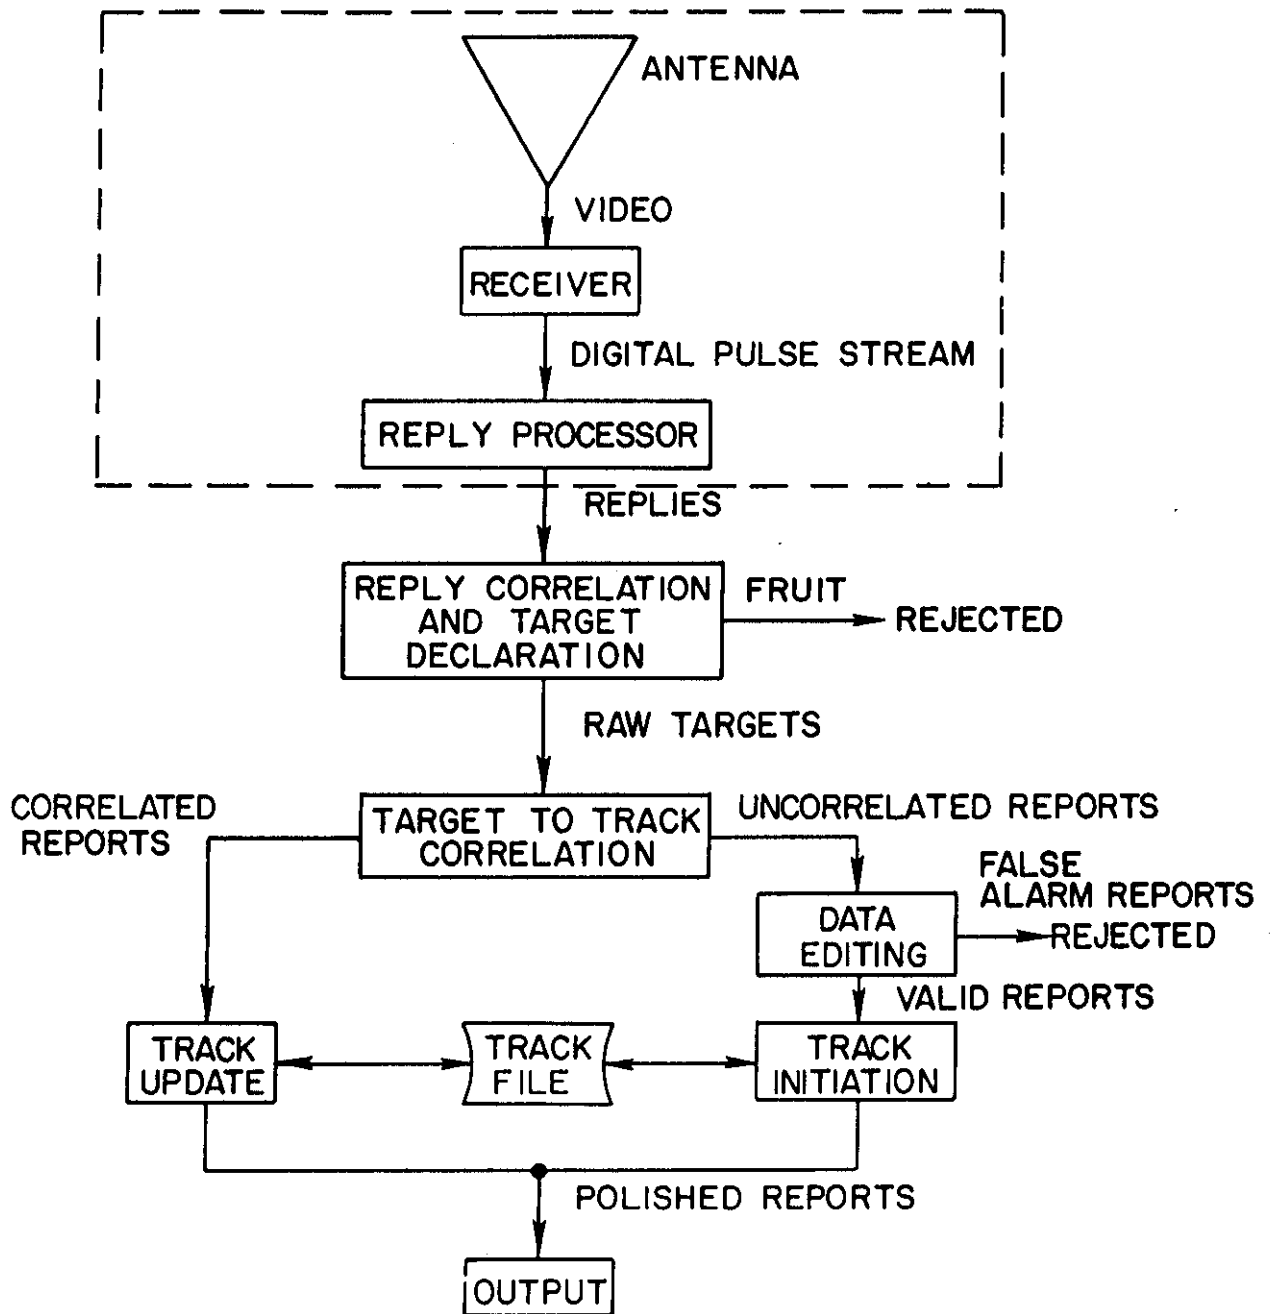 ANTENNA
VIDEO
RECEIVER
DIGITAL PULSE STREAM
REPLY PROCESSOR
REPLIES
REPLY CORRELATION
AND TARGET
DECLARATION
FRUIT
REJECTED
RAW TARGETS
CORRELATED
REPORTS
TARGET TO TRACK
CORRELATION
UNCORRELATED REPORTS
FALSE
ALARM REPORTS
DATA
EDITING
REJECTED
VALID REPORTS
TRACK
UPDATE
TRACK
FILE
TRACK
INITIATION
POLISHED REPORTS
OUTPUT